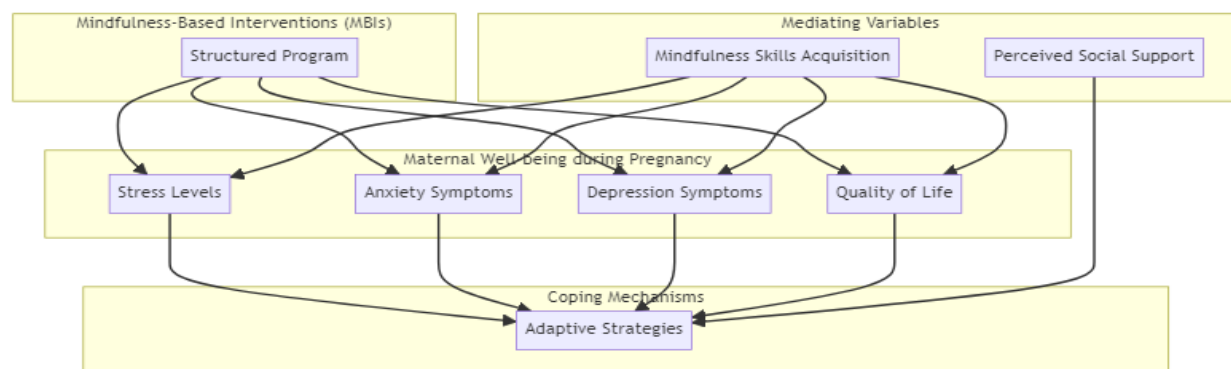 Mindfulness-Based Interventions (MBIs)
Mediating Variables
Structured Program
Mindfulness Skills Acquisition
Perceived Social Support
Maternal Well-being during Pregnancy
Stress Levels
Anxiety Symptoms
Depression Symptoms
Quality of Life
Coping Mechanisms
Adaptive Strategies